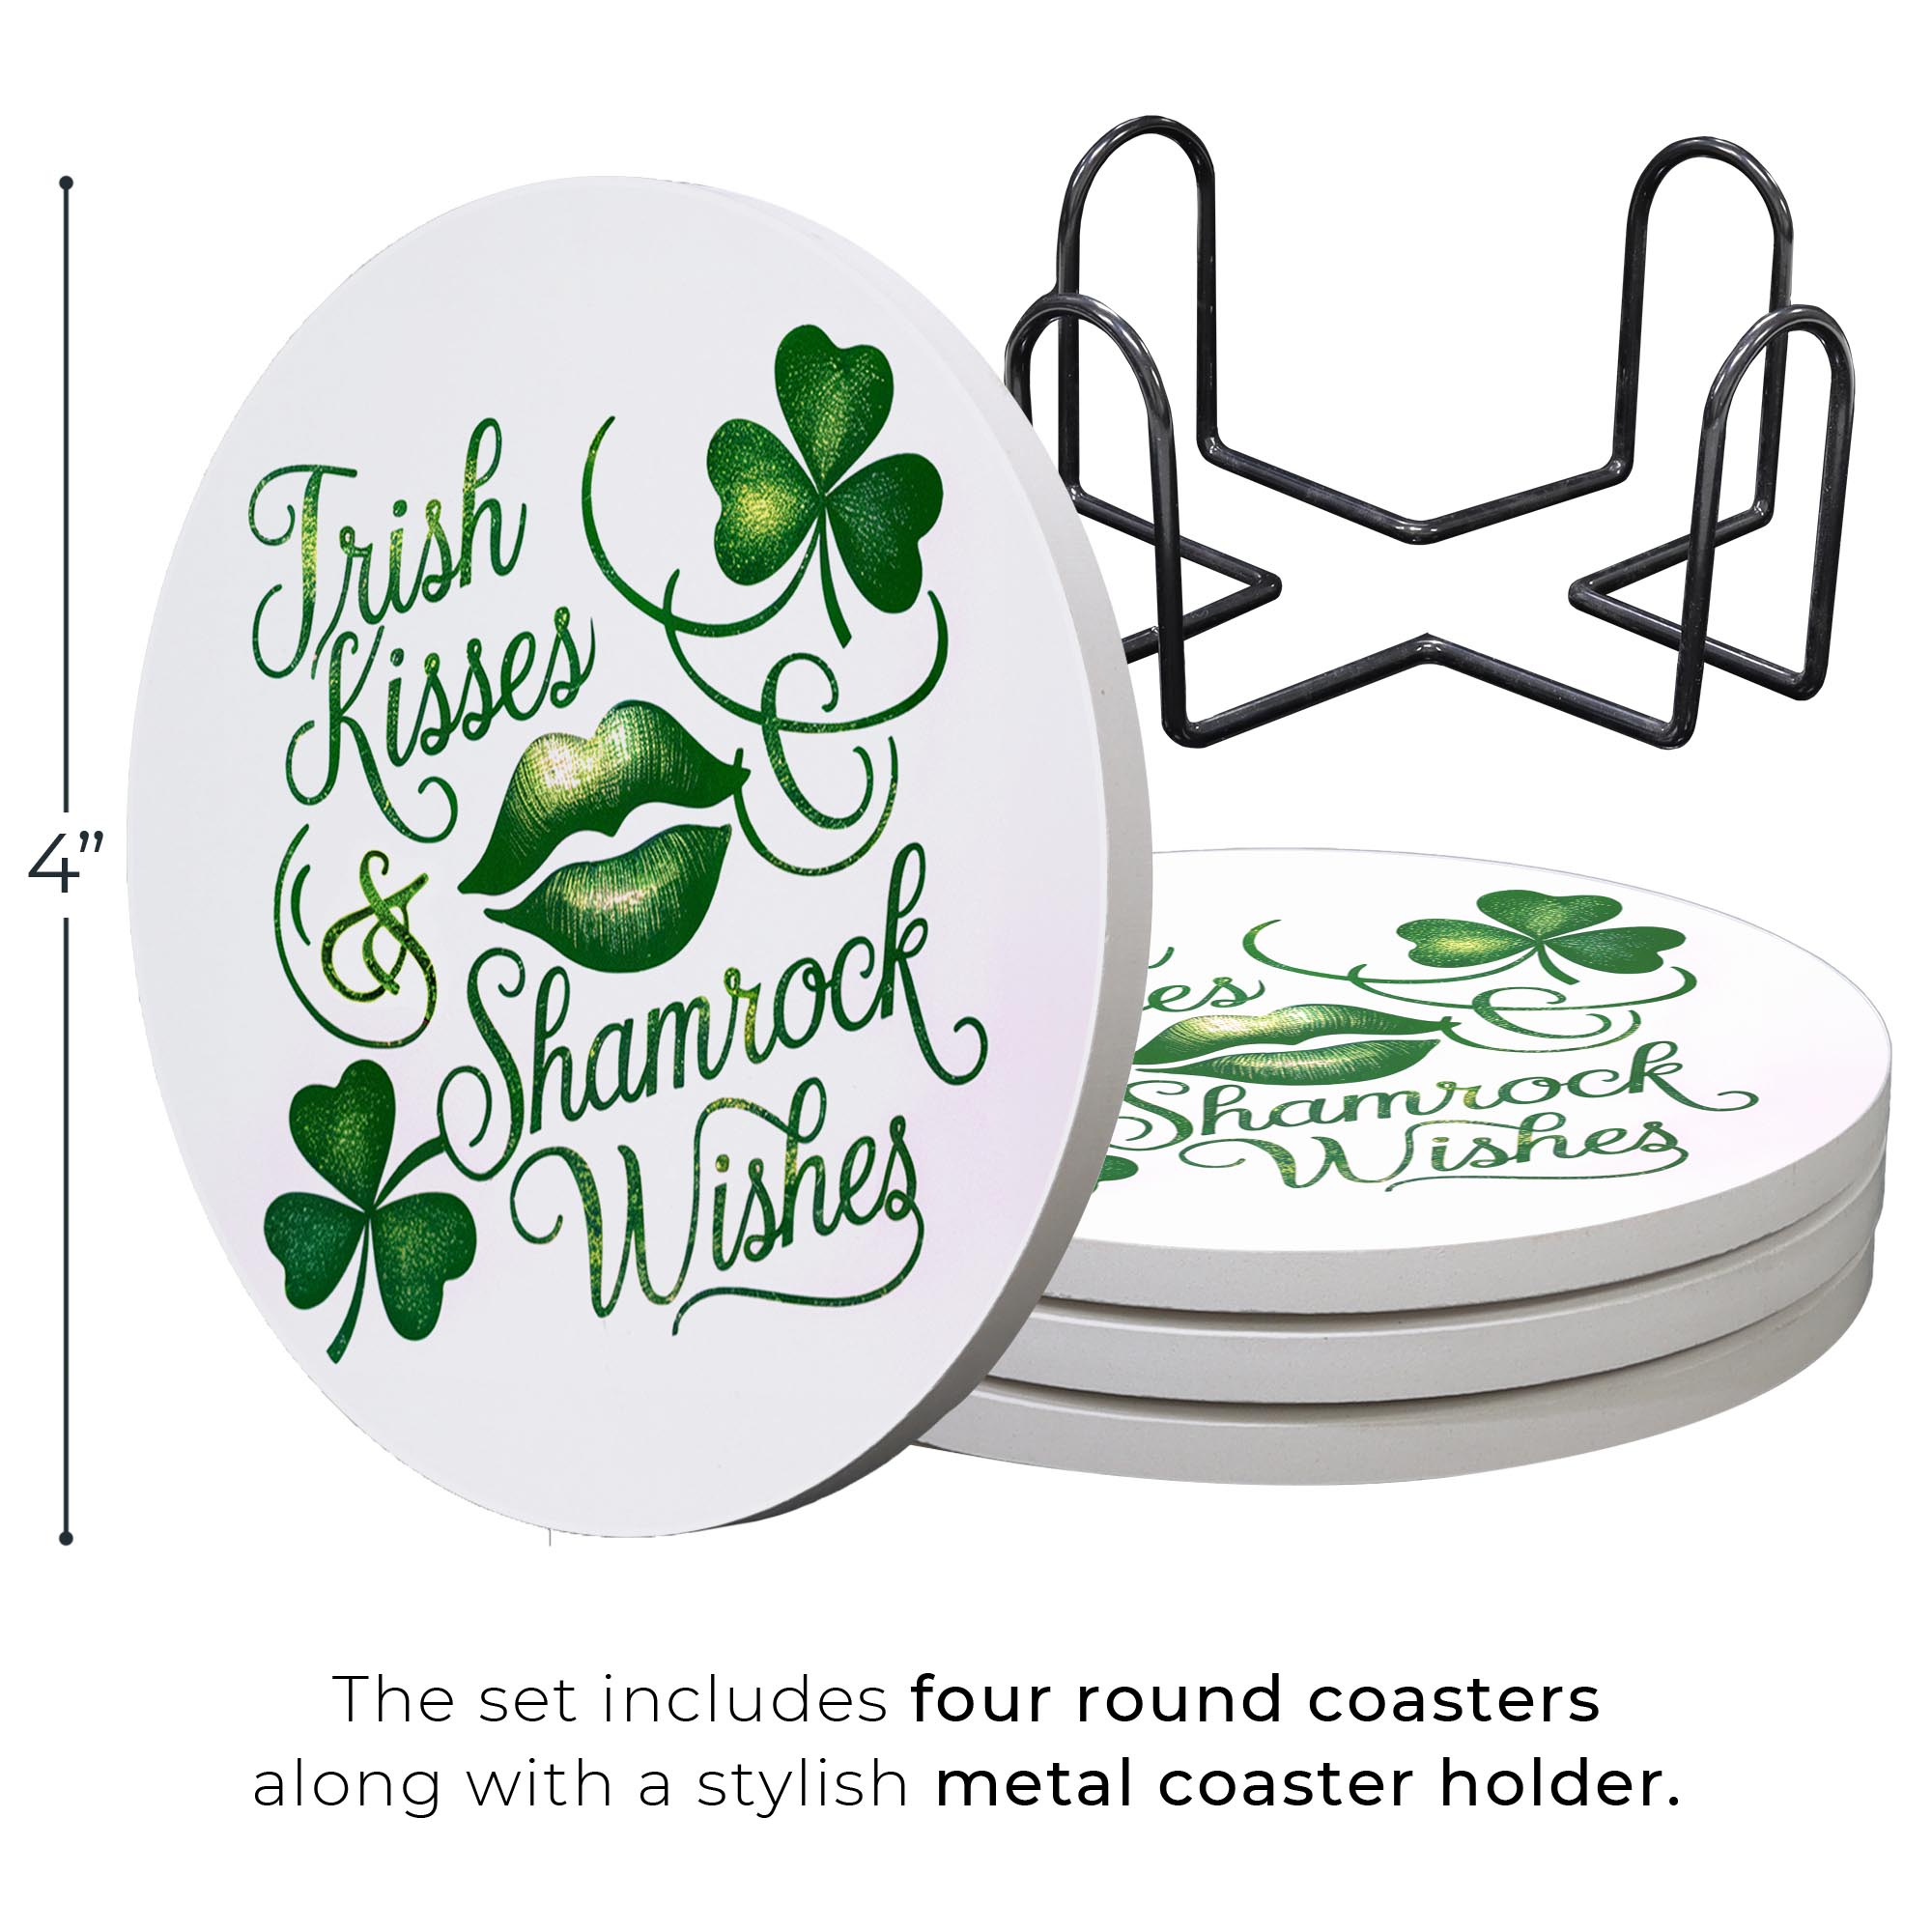 4”
Irish
Kisses
&
Shamrock
Wishes
es
Shamrock
Wishes
The set includes four round coasters
along with a stylish metal coaster holder.